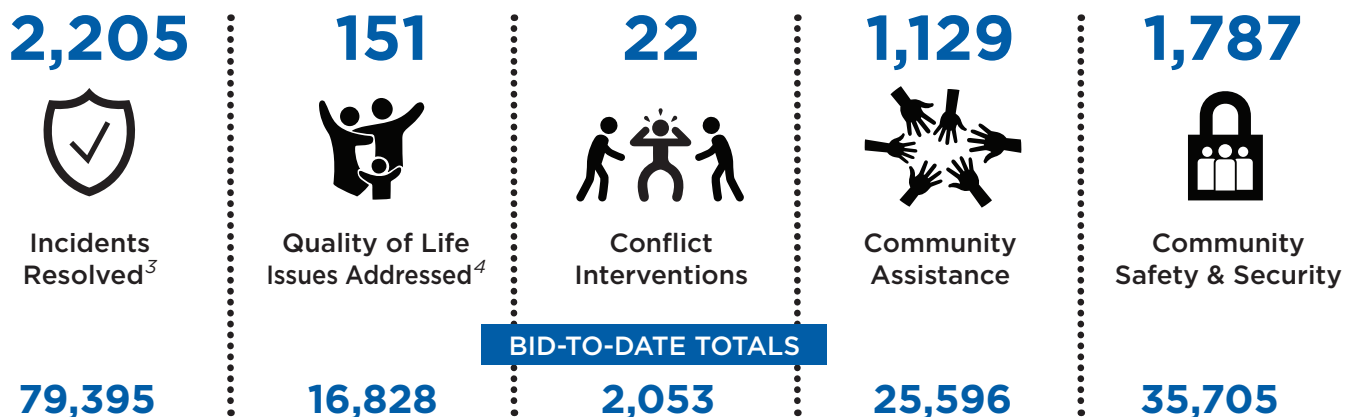 2,205
151
22
1,129
1,787
Incidents
Resolved3
Quality of Life
Issues Addressed4
Conflict
Interventions
Community
Assistance
Community
Safety & Security
BID-TO-DATE TOTALS
79,395
16,828
2,053
25,596
35,705